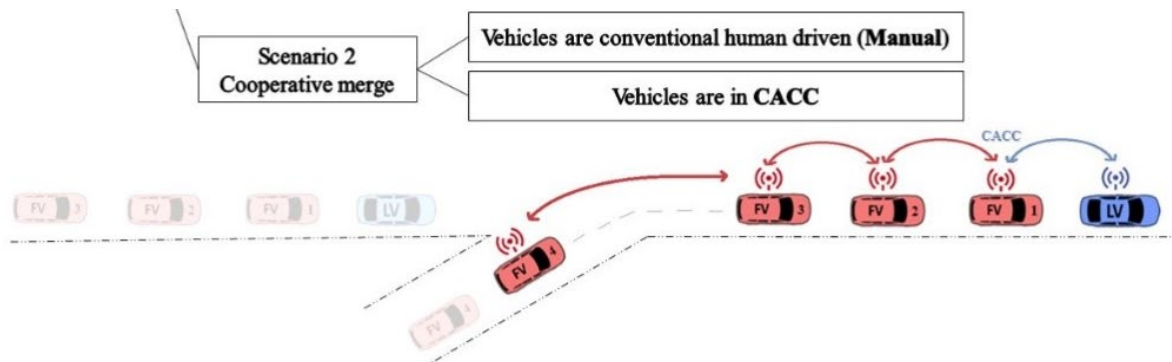 Scenario 2
Cooperative merge
Vehicles are conventional human driven (Manual)
Vehicles are in CACC
CACC
FV 3
FV 2
FV 1
LV
FV 3
FV 2
FV 1
LV
FV 4
FV 4